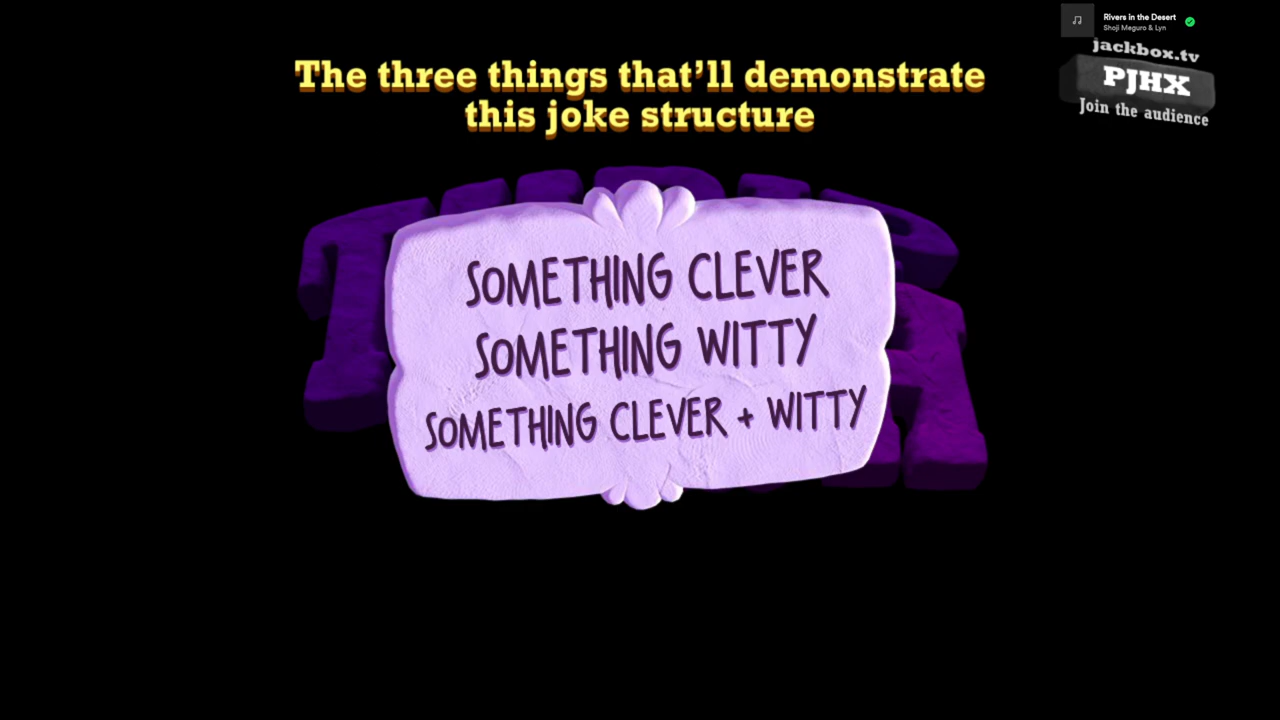 Rivers in the Desert
Shoji Meguro & Lyn
jackbox.tv
PJHX
Join the audience
The three things that'll demonstrate
this joke structure
SOMETHING CLEVER
SOMETHING WITTY
SOMETHING CLEVER + WITTY